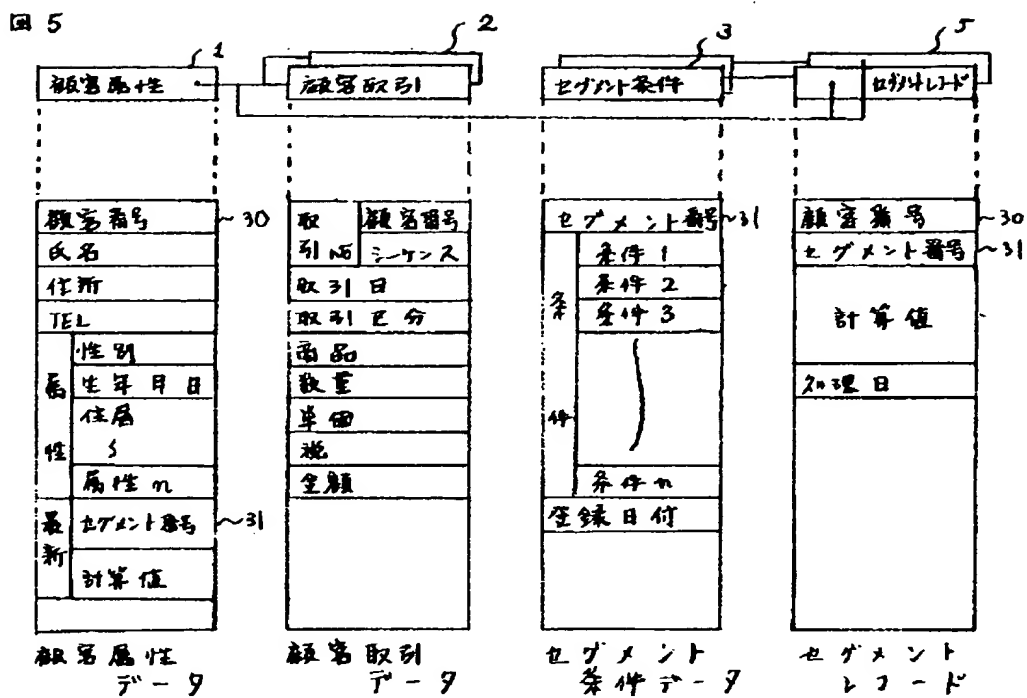 図5
1
2
3
5
顧客属性
顧客取引
セグメント条件
セグメントレコード
顧客番号
30
氏名
住所
TEL
属性
性別
生年月日
住居
〜
属性n
最新
セグメント番号
31
計算値
顧客属性
データ
取引No
顧客番号
シーケンス
取引日
取引区分
商品
数量
単価
税
金額
顧客取引
データ
セグメント番号
31
条件
条件1
条件2
条件3
条件n
登録日付
セグメント
条件データ
顧客番号
30
セグメント番号
31
計算値
処理日
セグメント
レコード